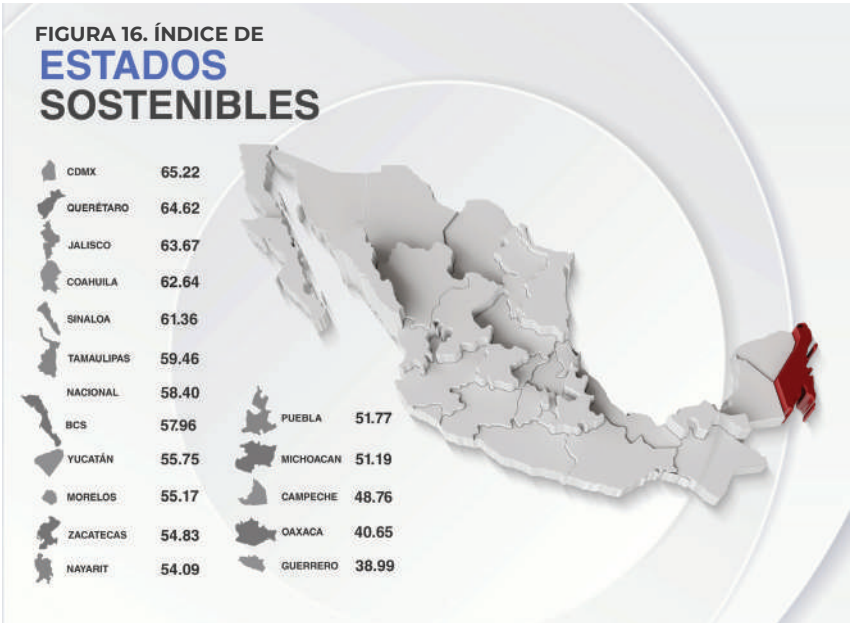 FIGURA 16. ÍNDICE DE
ESTADOS
SOSTENIBLES
CDMX 65.22
QUERÉTARO 64.62
JALISCO 63.67
COAHUILA 62.64
SINALOA 61.36
TAMAULIPAS 59.46
NACIONAL 58.40
BCS 57.96
YUCATÁN 55.75
MORELOS 55.17
ZACATECAS 54.83
NAYARIT 54.09
PUEBLA 51.77
MICHOACAN 51.19
CAMPECHE 48.76
OAXACA 40.65
GUERRERO 38.99